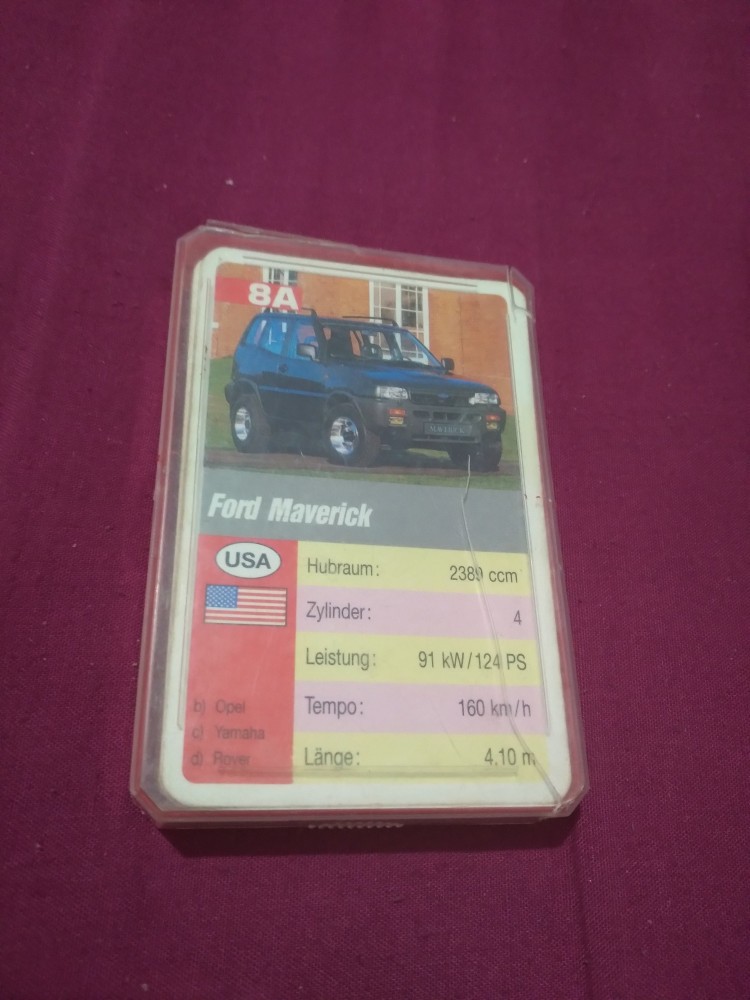 8A
MAVERICK
Ford Maverick
USA
Hubraum: 2389 ccm
Zylinder: 4
Leistung: 91 kW/124 PS
Tempo: 160 km/h
Länge: 4,10 m
b) Opel
c) Yamaha
d) Rover